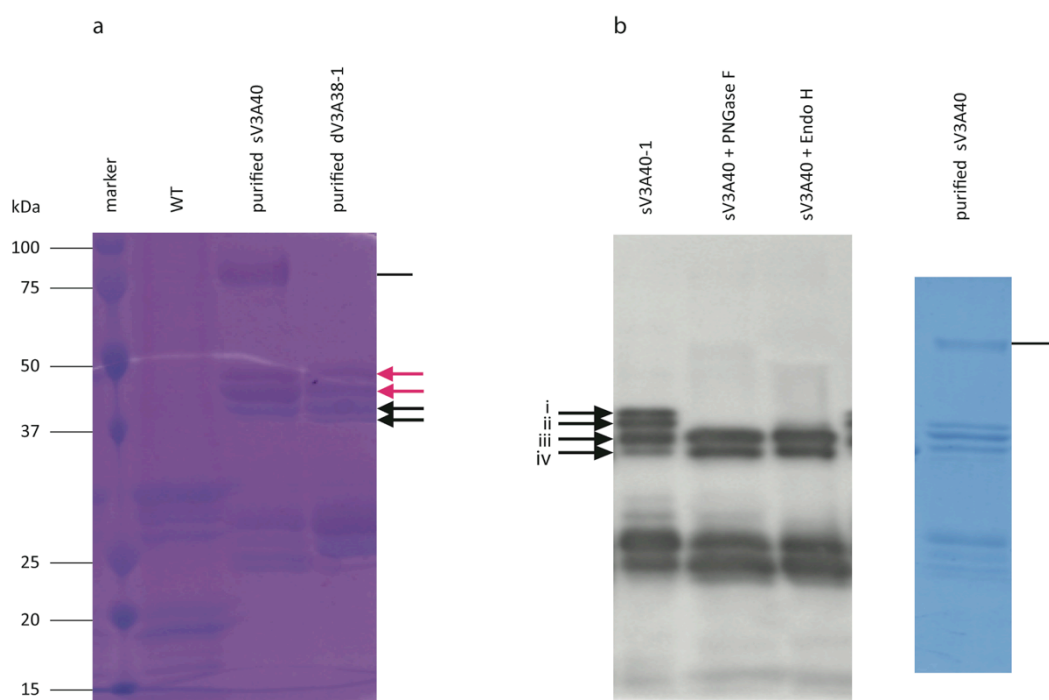 a
b
kDa
marker
WT
purified sV3A40
purified dV3A38-1
100
75
50
37
25
20
15
sV3A40-1
sV3A40 + PNGase F
sV3A40 + Endo H
purified sV3A40
i
ii
iii
iv